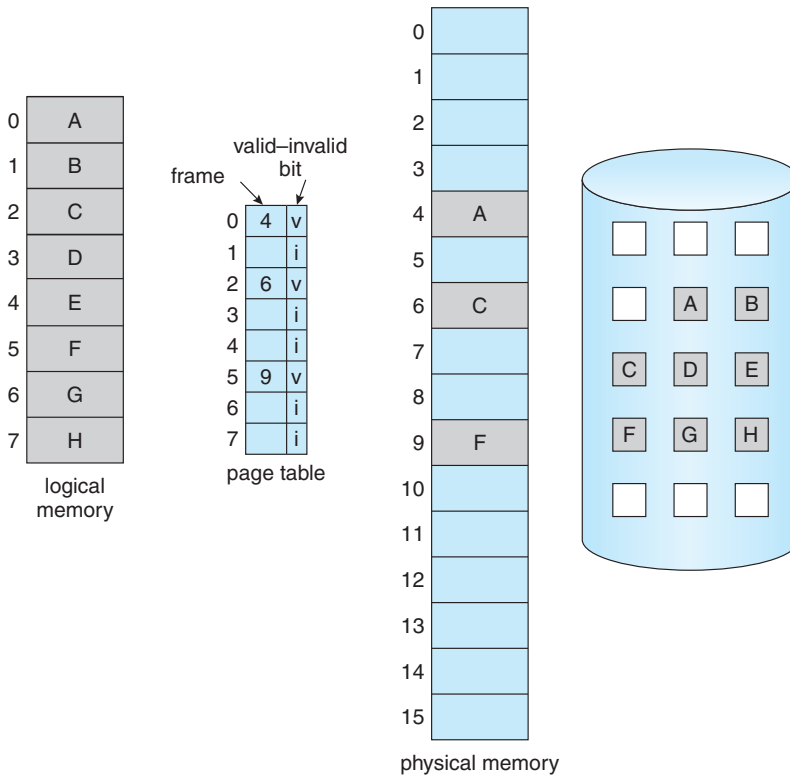 0 A
1 B
2 C
3 D
4 E
5 F
6 G
7 H
logical
memory
valid–invalid
bit
frame
0 4 v
1 i
2 6 v
3 i
4 i
5 9 v
6 i
7 i
page table
0
1
2
3
4 A
5
6 C
7
8
9 F
10
11
12
13
14
15
physical memory
A B
C D E
F G H